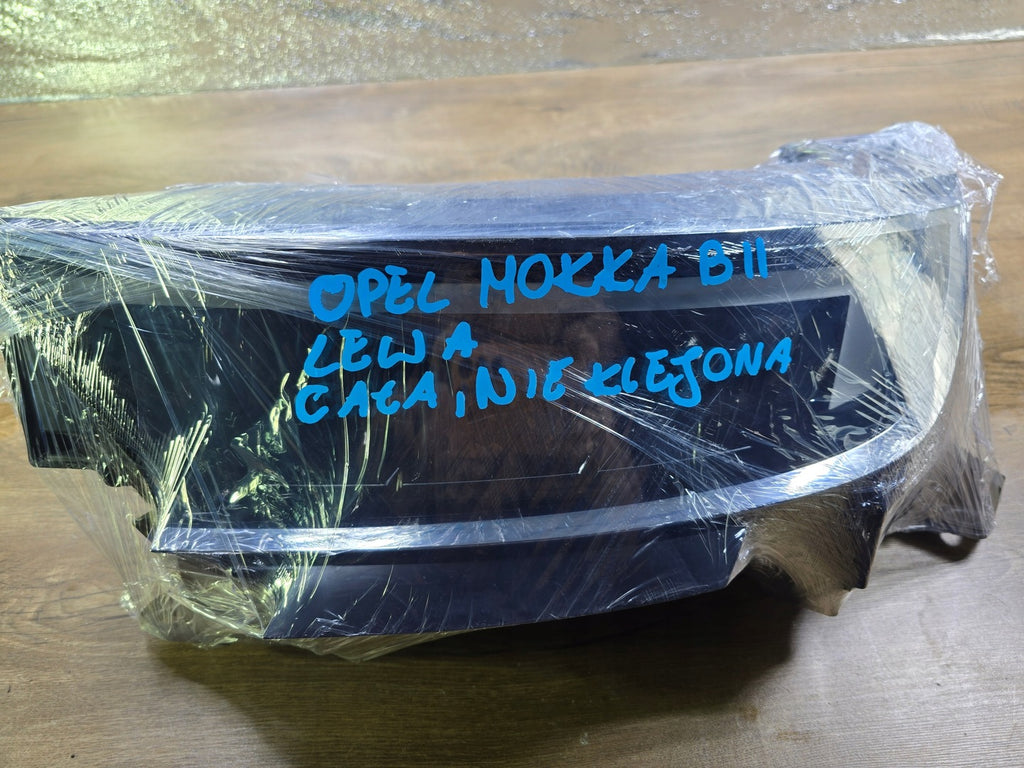 OPEL MOKKA B II
LEWA
CAŁA, NIE KLEJONA